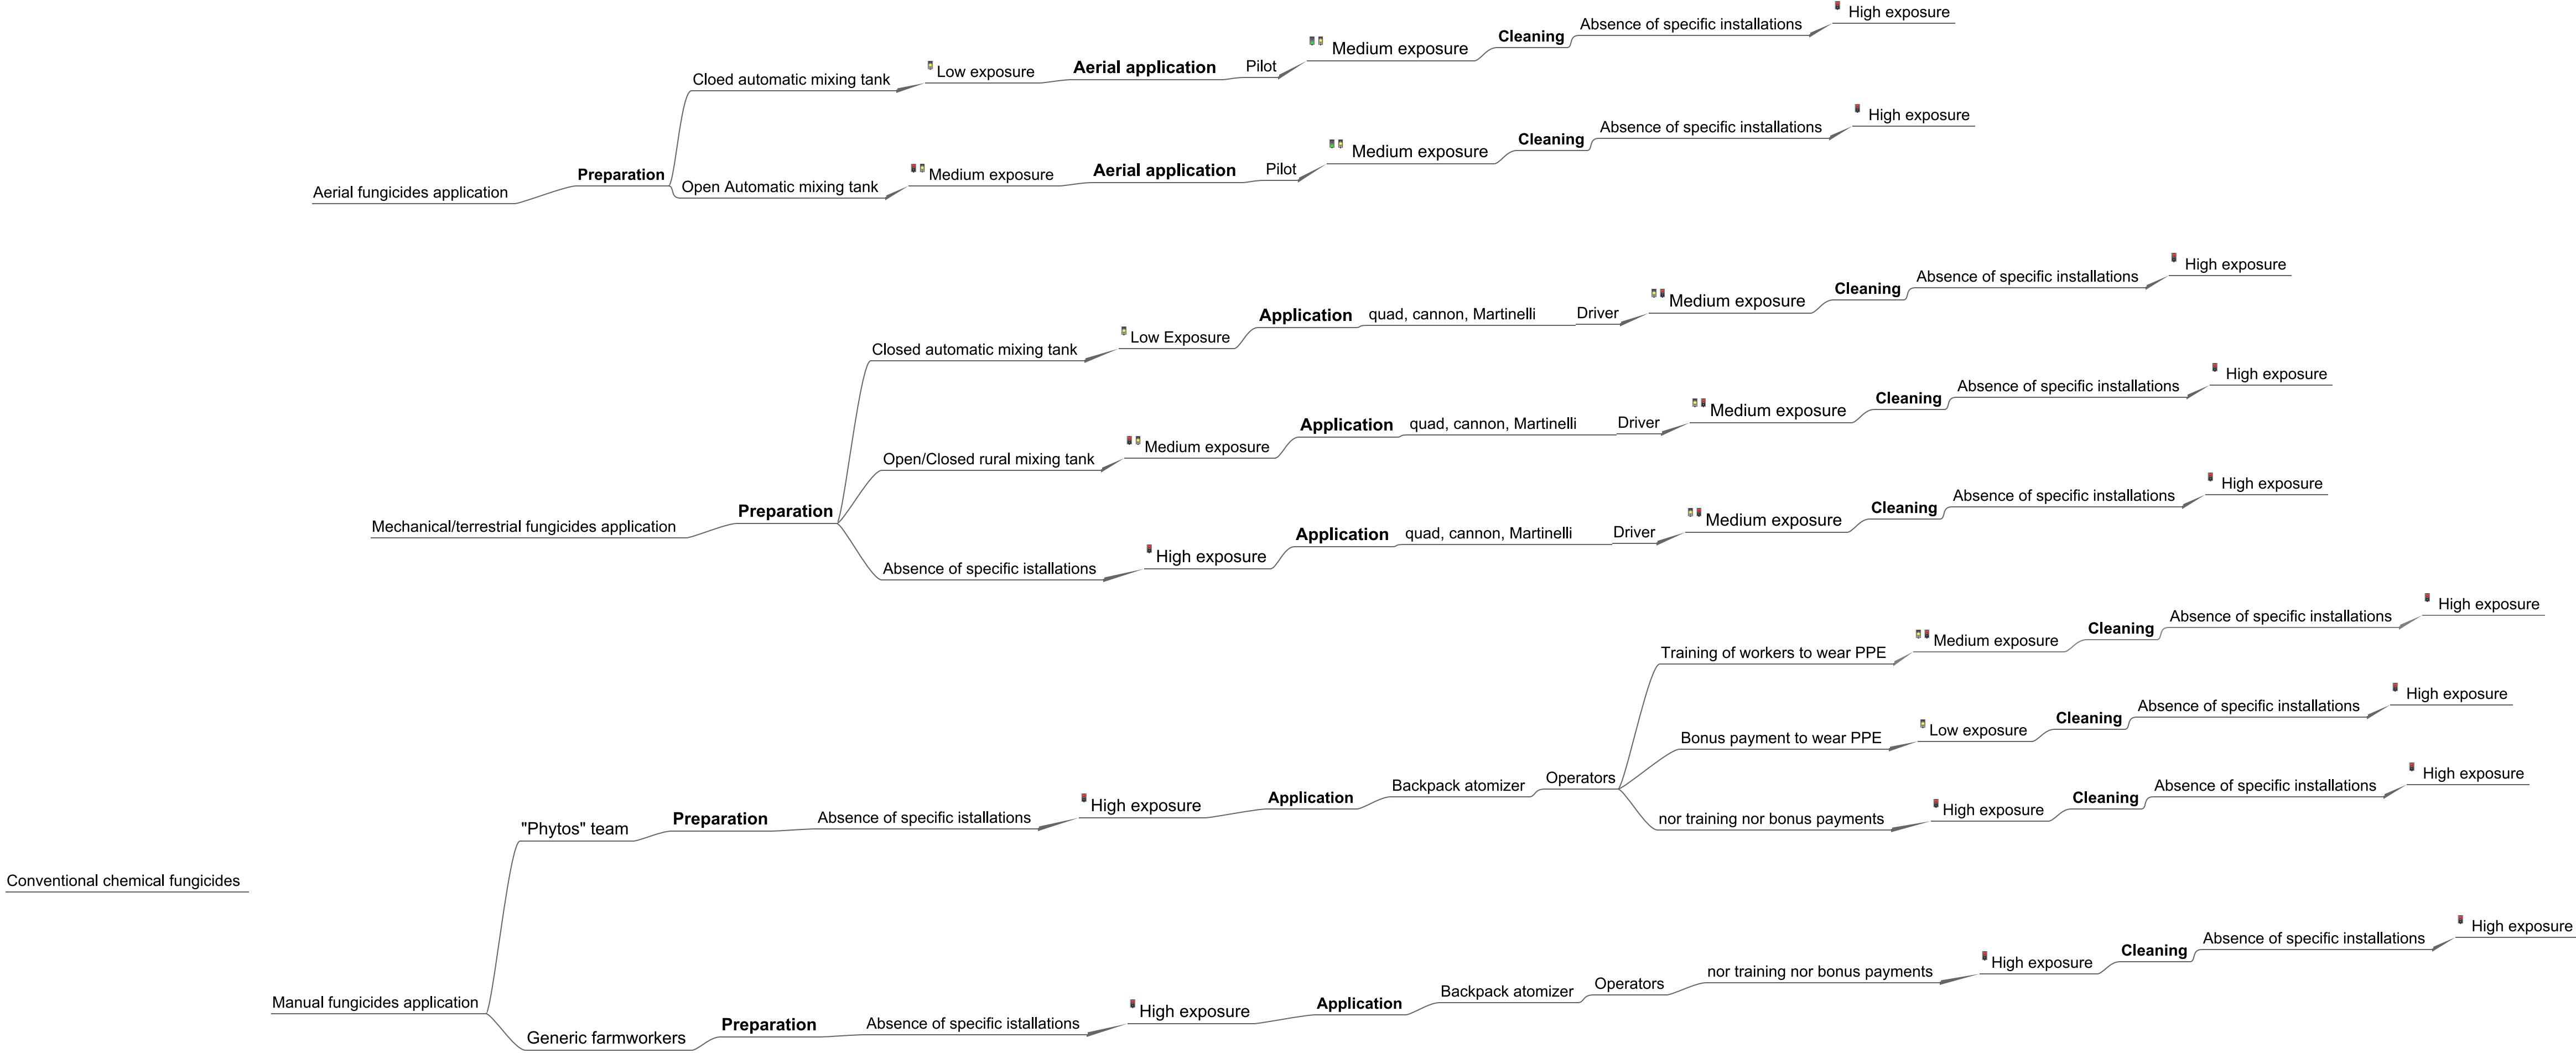 Conventional chemical fungicides
Aerial fungicides application
Preparation
Cloed automatic mixing tank
Low exposure
Aerial application
Pilot
Medium exposure
Cleaning
Absence of specific installations
High exposure
Open Automatic mixing tank
Medium exposure
Aerial application
Pilot
Medium exposure
Cleaning
Absence of specific installations
High exposure
Mechanical/terrestrial fungicides application
Preparation
Closed automatic mixing tank
Low Exposure
Application
quad, cannon, Martinelli
Driver
Medium exposure
Cleaning
Absence of specific installations
High exposure
Open/Closed rural mixing tank
Medium exposure
Application
quad, cannon, Martinelli
Driver
Medium exposure
Cleaning
Absence of specific installations
High exposure
Absence of specific istallations
High exposure
Application
quad, cannon, Martinelli
Driver
Medium exposure
Cleaning
Absence of specific installations
High exposure
Manual fungicides application
"Phytos" team
Preparation
Absence of specific istallations
High exposure
Application
Backpack atomizer
Operators
Training of workers to wear PPE
Medium exposure
Cleaning
Absence of specific installations
High exposure
Bonus payment to wear PPE
Low exposure
Cleaning
Absence of specific installations
High exposure
nor training nor bonus payments
High exposure
Cleaning
Absence of specific installations
High exposure
Generic farmworkers
Preparation
Absence of specific istallations
High exposure
Application
Backpack atomizer
Operators
nor training nor bonus payments
High exposure
Cleaning
Absence of specific installations
High exposure